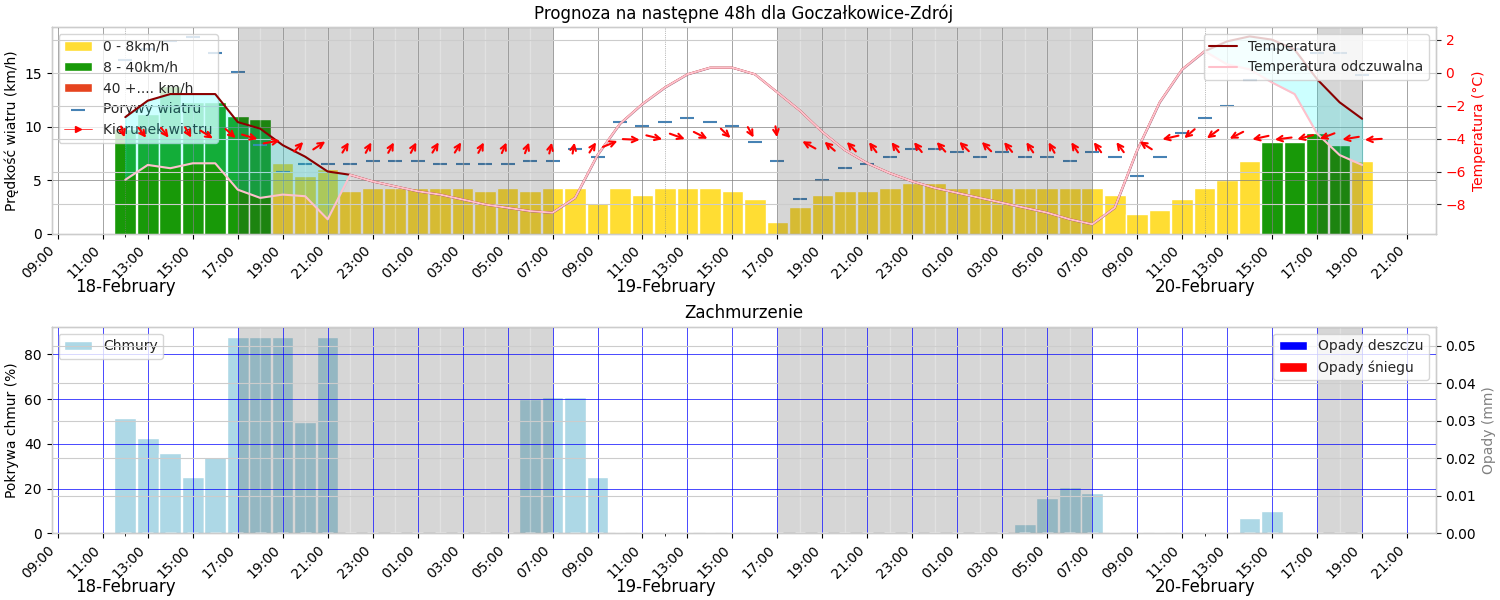 Prognoza na następne 48h dla Goczałkowice-Zdrój
Prędkość wiatru (km/h)
15
10
5
0
0 - 8km/h
8 - 40km/h
40 +.... km/h
Porywy wiatru
Kierunek wiatru
Temperatura
Temperatura odczuwalna
2
0
−2
−4
−6
−8
Temperatura (°C)
09:00 11:00 13:00 15:00 17:00 19:00 21:00 23:00 01:00 03:00 05:00 07:00 09:00 11:00 13:00 15:00 17:00 19:00 21:00 23:00 01:00 03:00 05:00 07:00 09:00 11:00 13:00 15:00 17:00 19:00 21:00
18-February 19-February 20-February
Zachmurzenie
Pokrywa chmur (%)
80
60
40
20
0
Chmury
Opady deszczu
Opady śniegu
0.05
0.04
0.03
0.02
0.01
0.00
Opady (mm)
09:00 11:00 13:00 15:00 17:00 19:00 21:00 23:00 01:00 03:00 05:00 07:00 09:00 11:00 13:00 15:00 17:00 19:00 21:00 23:00 01:00 03:00 05:00 07:00 09:00 11:00 13:00 15:00 17:00 19:00 21:00
18-February 19-February 20-February